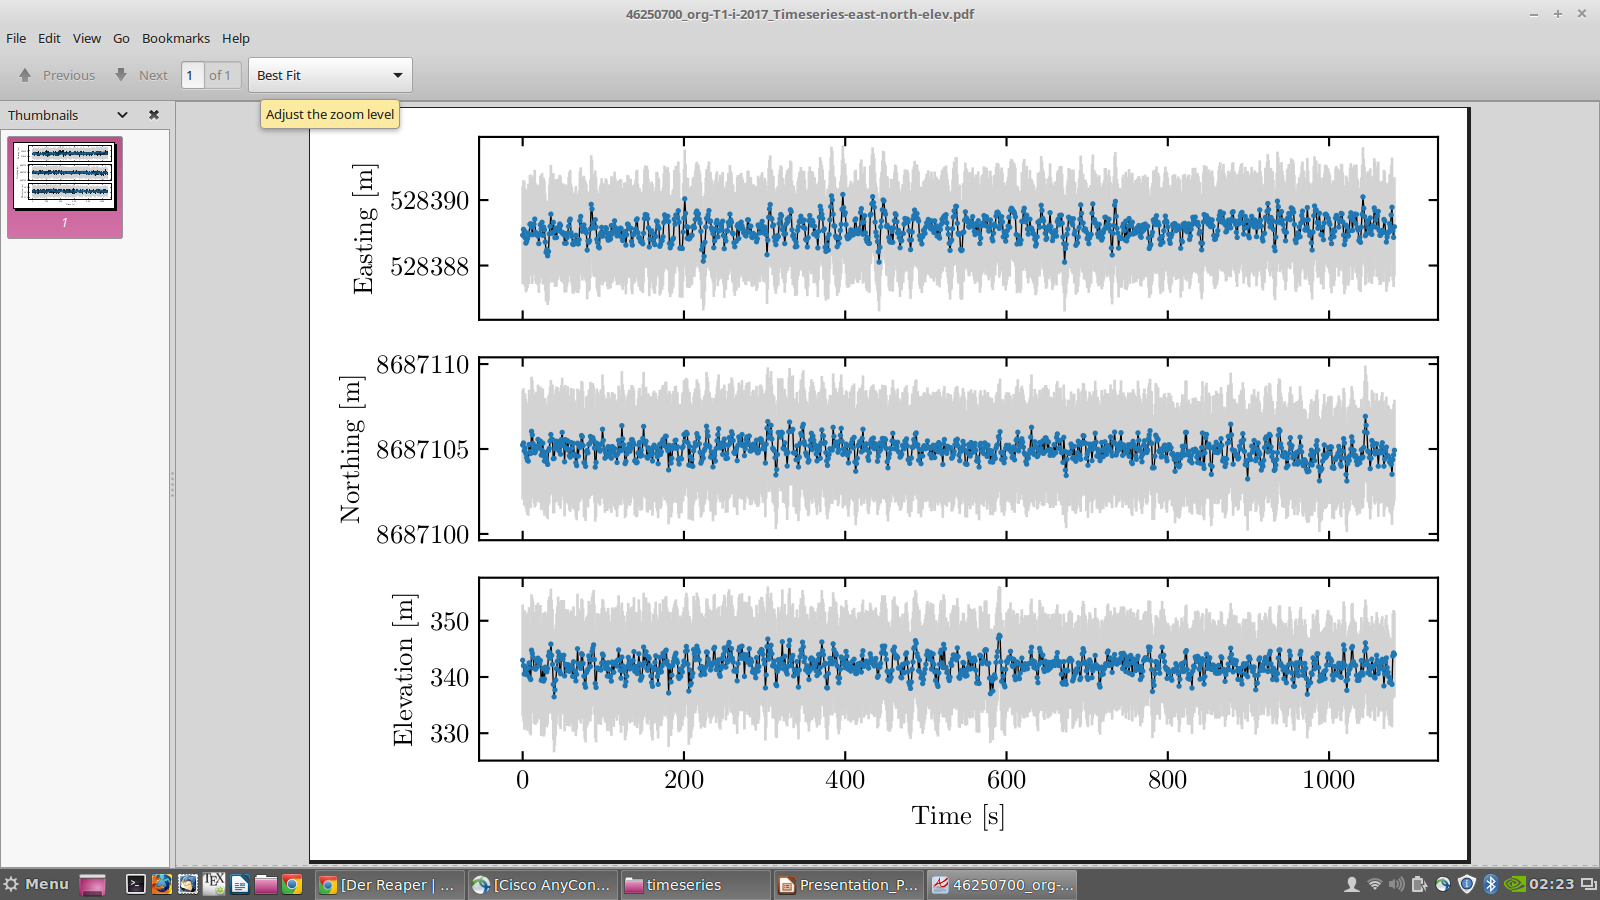 46250700_org-T1-i-2017_Timeseries-east-north-elev.pdf
File Edit View Go Bookmarks Help
Previous Next 1 of 1 Best Fit
Adjust the zoom level
Thumbnails
1
Easting [m]
528390
528388
Northing [m]
8687110
8687105
8687100
Elevation [m]
350
340
330
0 200 400 600 800 1000
Time [s]
Menu [Der Reaper | ... [Cisco AnyCon... timeseries Presentation_P... 46250700_org-... 02:23